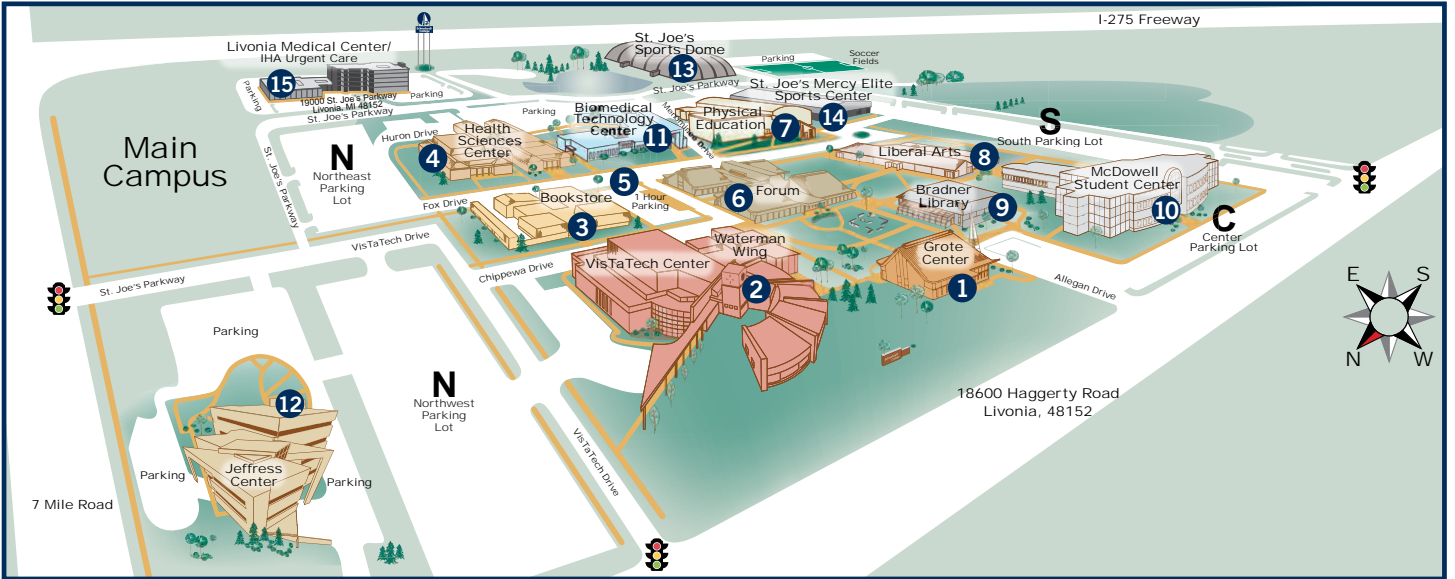 I-275 Freeway
Livonia Medical Center/
IHA Urgent Care
15
Parking
19000 St. Joe's Parkway
Livonia, MI 48152
Parking
St. Joe's Parkway
St. Joe's
Sports Dome
13
Parking
Soccer
Fields
St. Joe's Parkway
St. Joe's Mercy Elite
Sports Center
14
Main
Campus
Huron Drive
Health
Sciences
Center
4
Parking
Biomedical
Technology
Center
11
Physical
Education
7
S
South Parking Lot
N
Northeast
Parking
Lot
St. Joe's Parkway
Liberal Arts
8
McDowell
Student Center
10
5
1 Hour
Parking
6
Forum
Bradner
Library
9
Fox Drive
Bookstore
3
C
Center
Parking Lot
VisTaTech Drive
Chippewa Drive
Waterman
Wing
VisTaTech Center
2
Grote
Center
1
Allegan Drive
St. Joe's Parkway
E
S
N
W
Parking
N
Northwest
Parking
Lot
18600 Haggerty Road
Livonia, 48152
12
Jeffress
Center
Parking
Parking
VisTaTech Drive
7 Mile Road